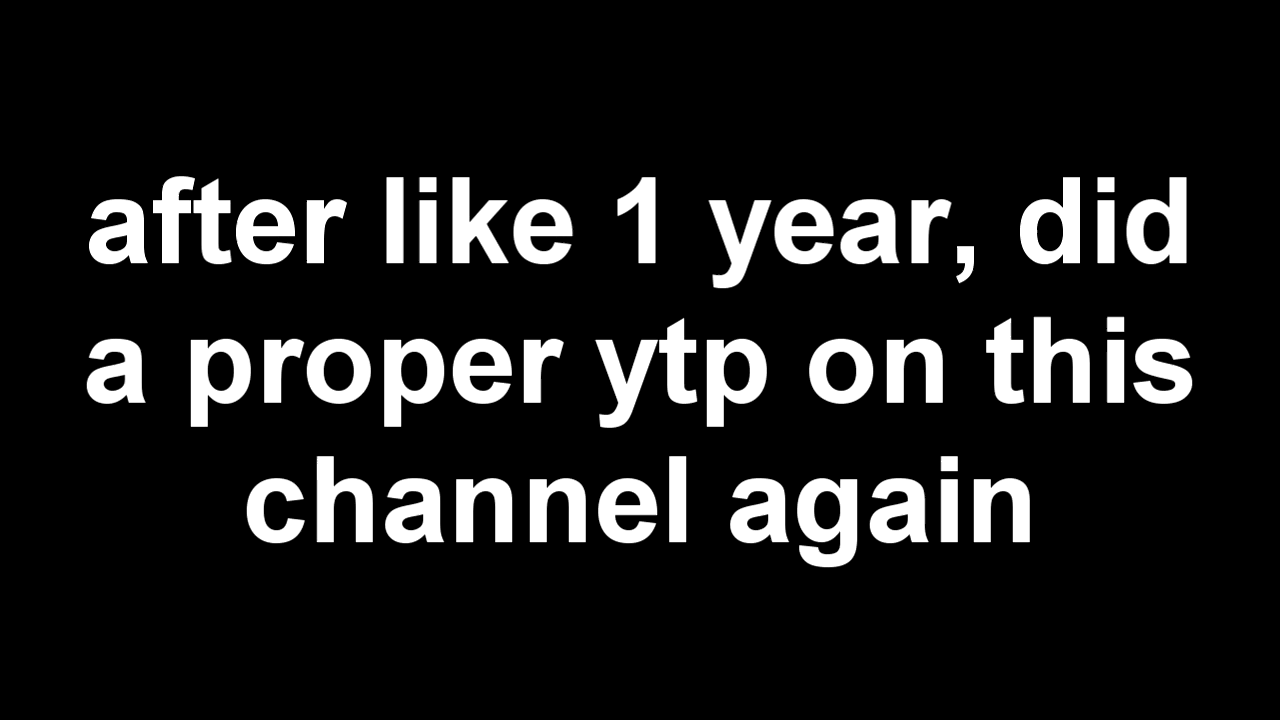 after like 1 year, did
a proper ytp on this
channel again